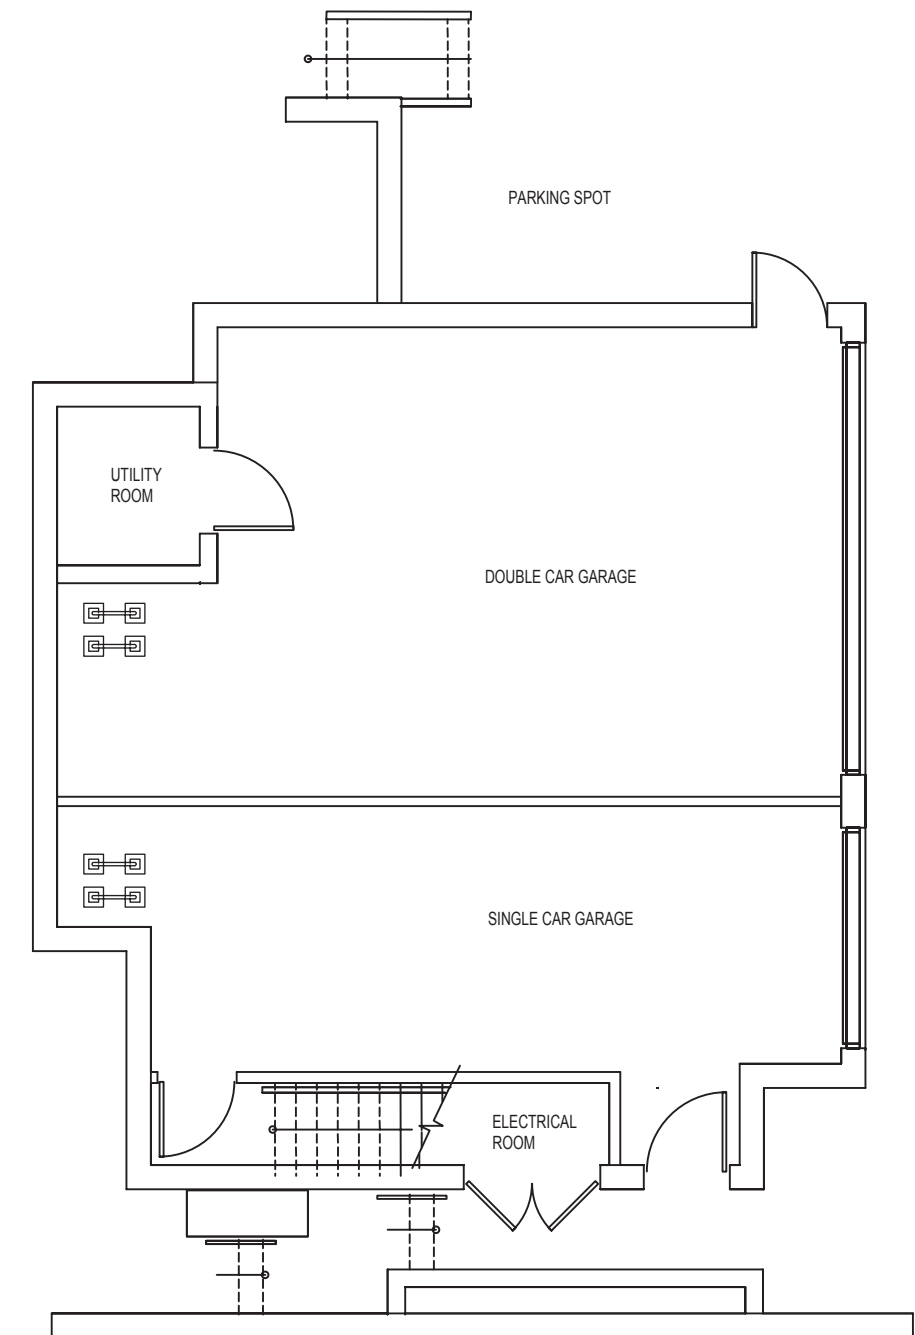 PARKING SPOT
UTILITY
ROOM
DOUBLE CAR GARAGE
SINGLE CAR GARAGE
ELECTRICAL
ROOM